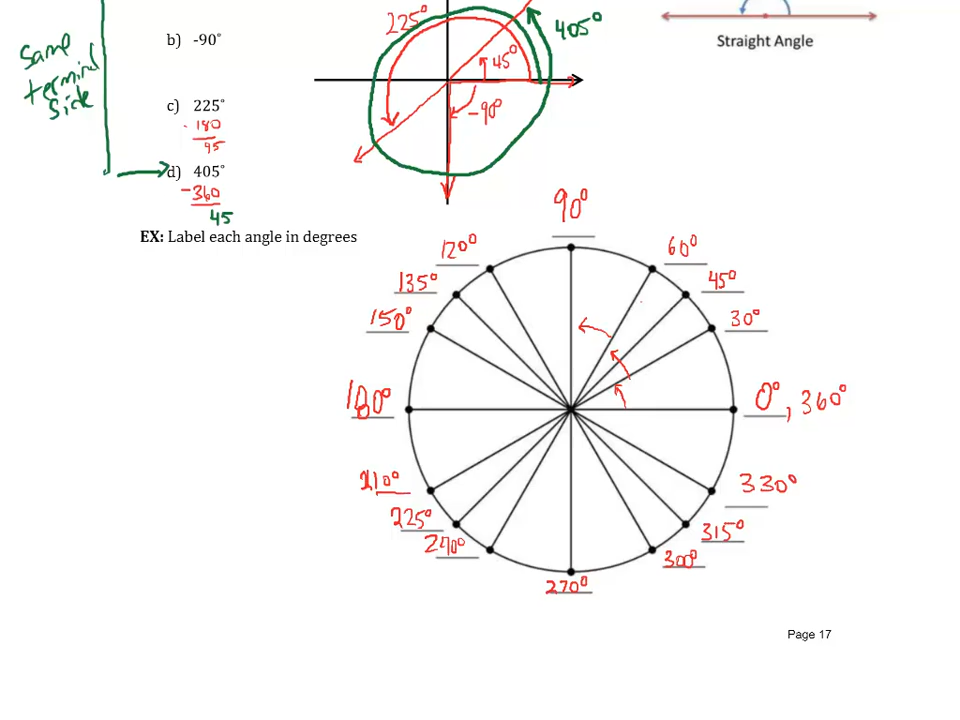 225°
405°
45°
Straight Angle
b) -90°
same
terminal
side
-90
c) 225°
- 180
45
d) 405°
-360
45
90°
EX: Label each angle in degrees
120°
60°
135°
45°
150°
30°
180°
0°, 360°
210°
330°
225°
315°
240°
300°
270°
Page 17